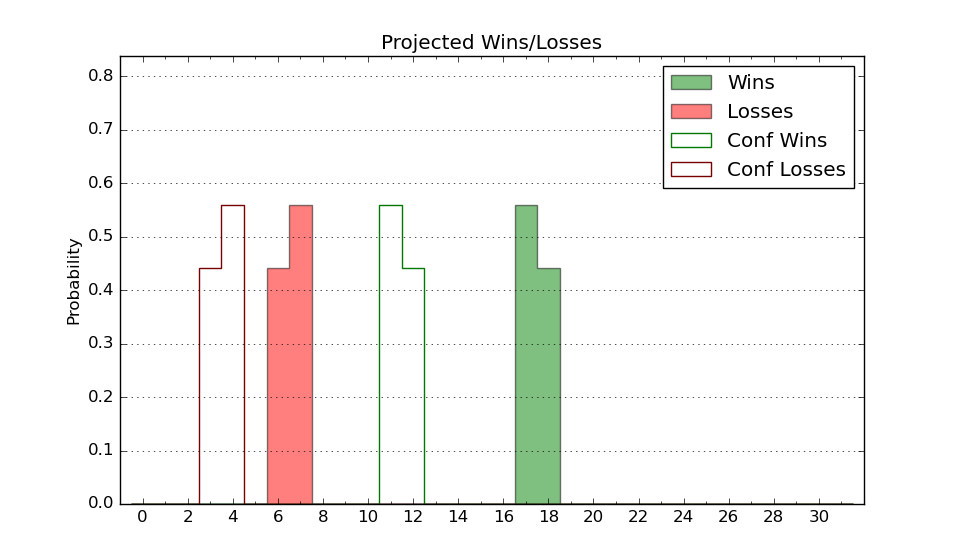 Projected Wins/Losses
Probability
0.8
0.7
0.6
0.5
0.4
0.3
0.2
0.1
0.0
0 2 4 6 8 10 12 14 16 18 20 22 24 26 28 30
Wins
Losses
Conf Wins
Conf Losses